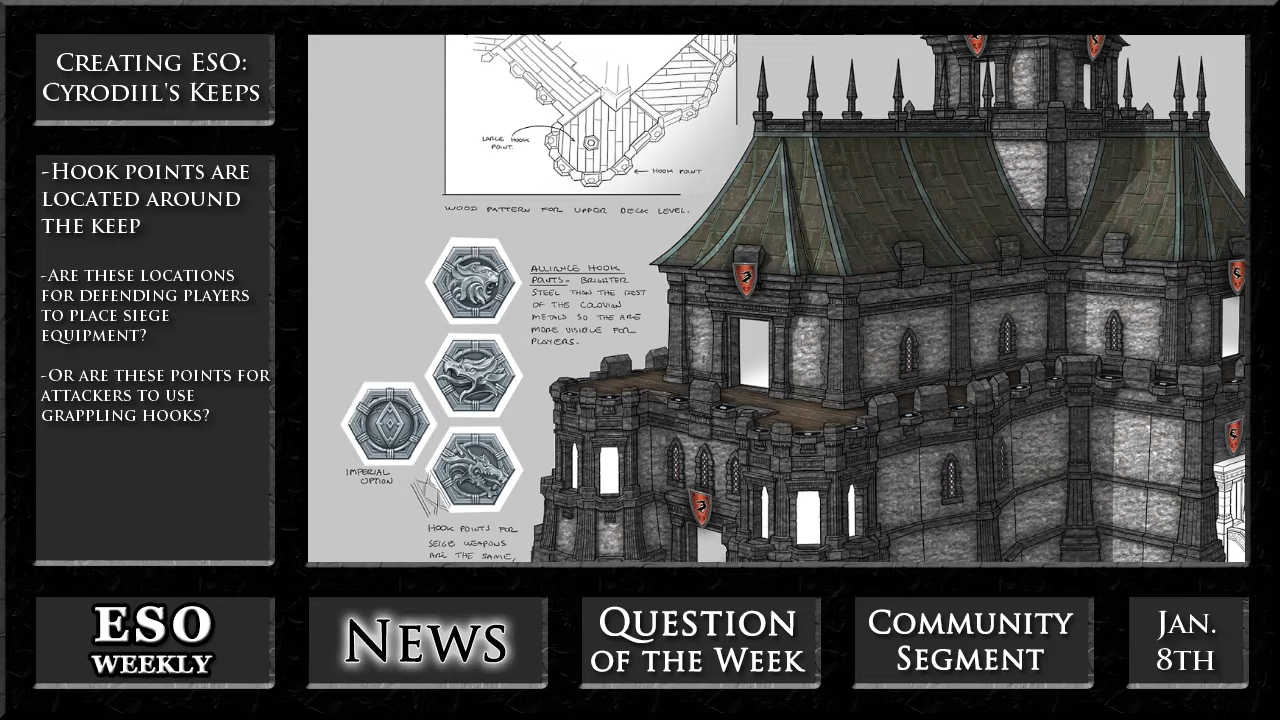 Creating ESO:
Cyrodiil's Keeps
-Hook points are
located around
the keep
-Are these locations
for defending players
to place siege
equipment?
-Or are these points for
attackers to use
grappling hooks?
LARGE HOOK
POINT.
HOOK POINT
WOOD PATTERN FOR UPPER DECK LEVEL.
ALLIANCE HOOK
POINTS- BRIGHTER
STEEL THAN THE REST
OF THE COLOVIAN
METALS SO THE ARE
MORE VISIBLE FOR
PLAYERS.
IMPERIAL
OPTION
HOOK POINTS FOR
SEIGE WEAPONS
ARE THE SAME,
ESO
WEEKLY
News
Question
of the Week
Community
Segment
Jan.
8th